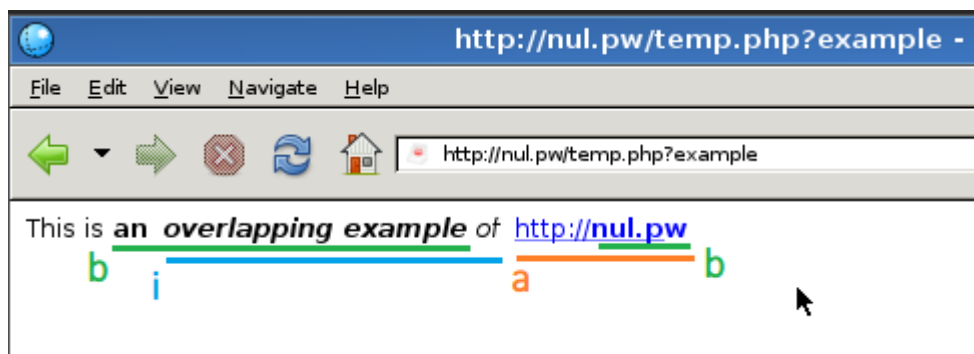 http://nul.pw/temp.php?example -
File Edit View Navigate Help
http://nul.pw/temp.php?example
This is an overlapping example of http://nul.pw
b i a b